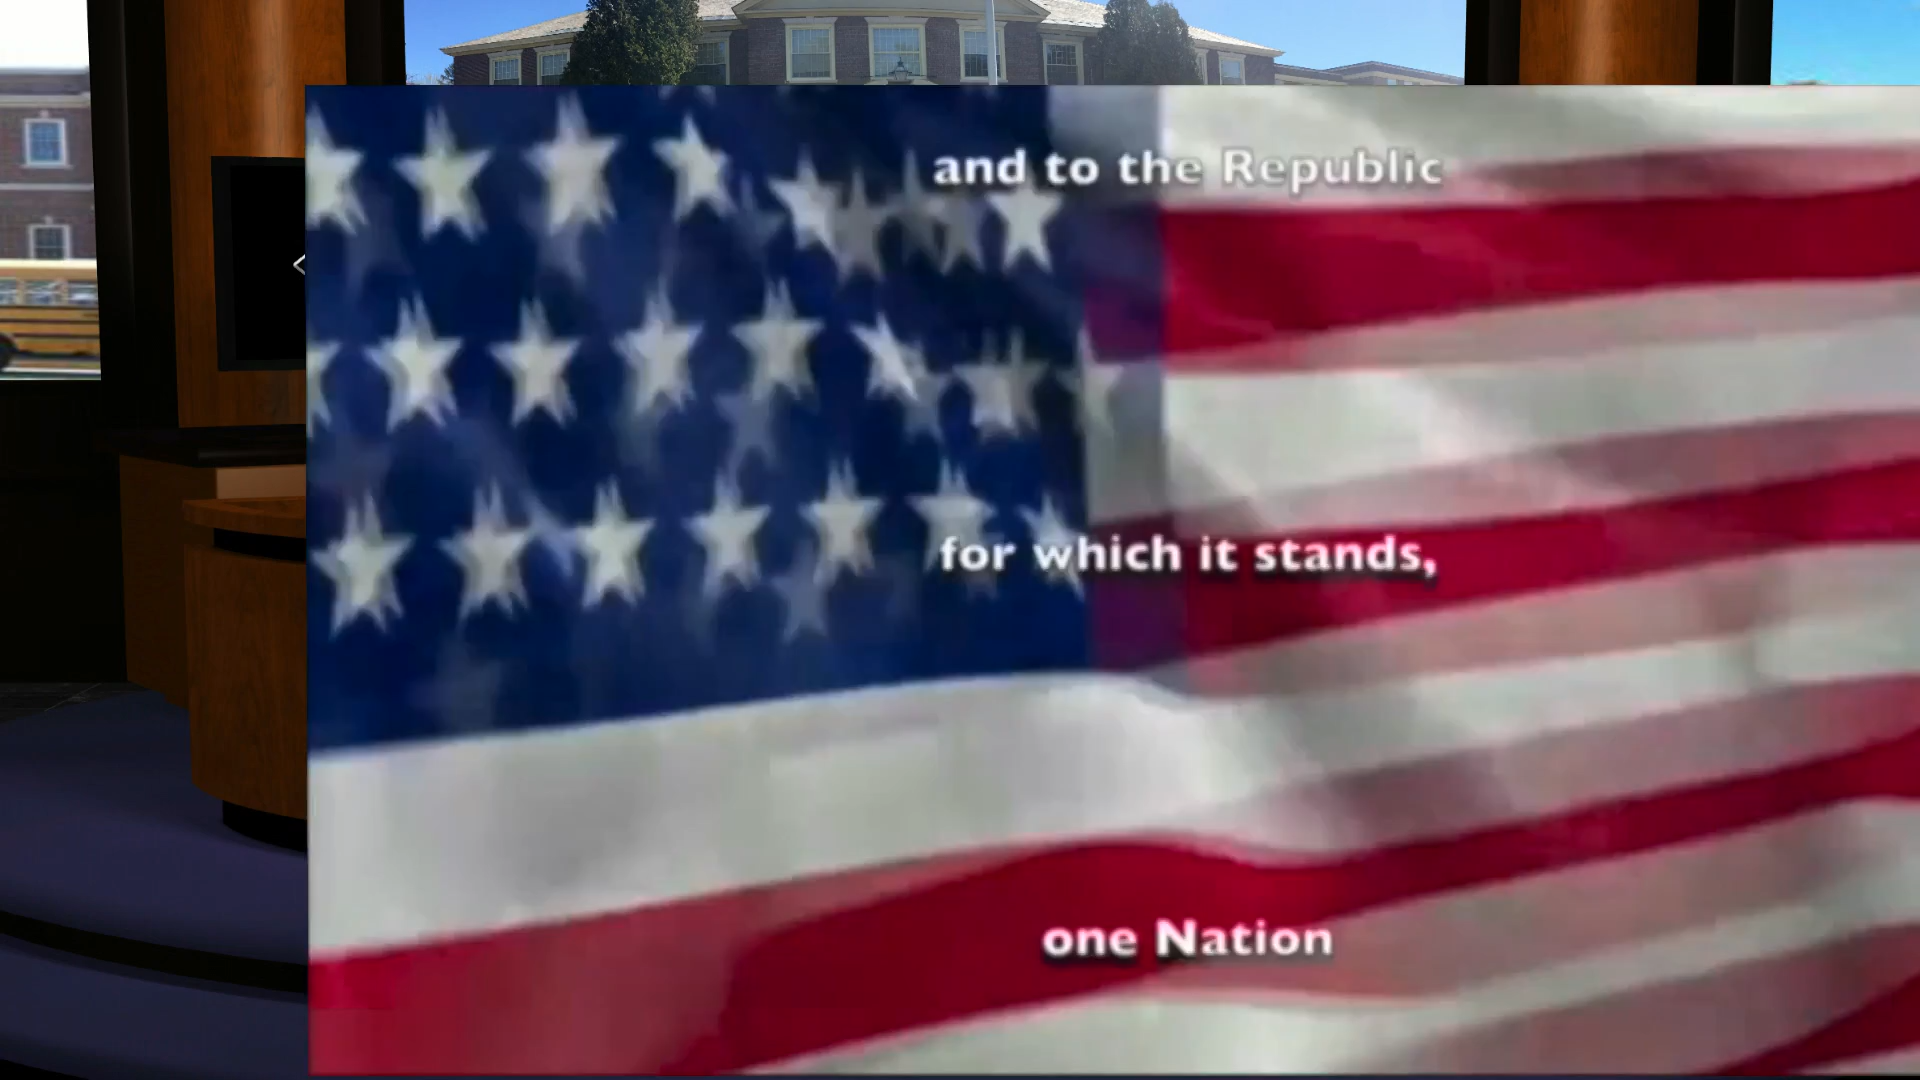 and to the Republic
for which it stands,
one Nation